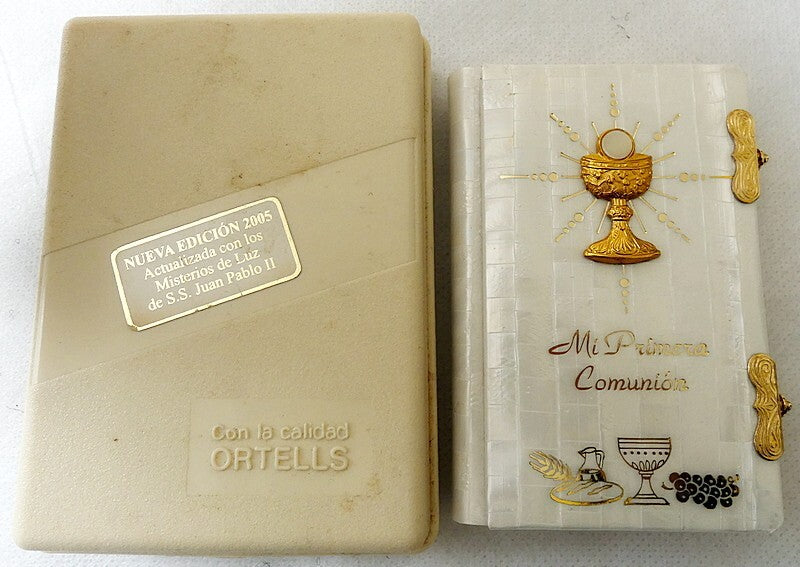 NUEVA EDICIÓN 2005
Actualizada con los
Misterios de Luz
de S.S. Juan Pablo II
Con la calidad
ORTELLS
Mi Primera
Comunión